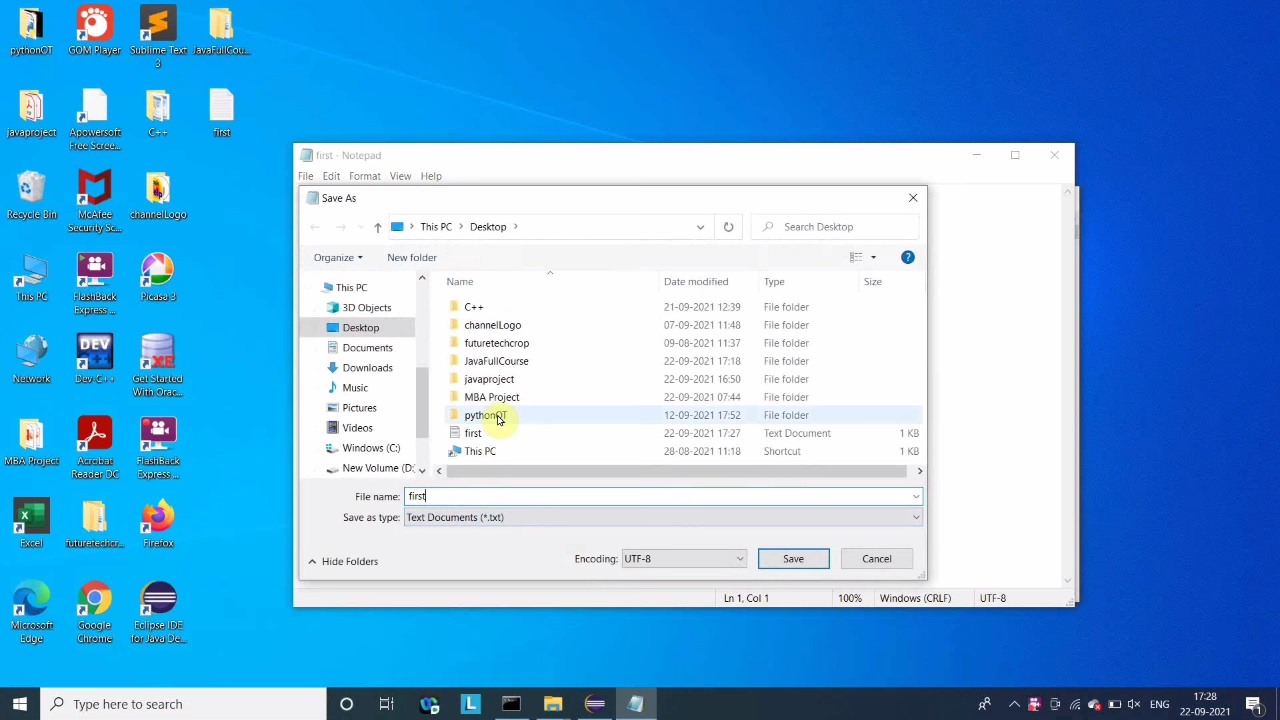 pythonOT
GOM Player
Sublime Text
3
JavaFullCou...
javaproject
Apowersoft
Free Scree...
C++
first
Recycle Bin
McAfee
Security Sc...
channelLogo
This PC
FlashBack
Express ...
Picasa 3
Network
Dev-C++
Get Started
With Orac...
MBA Project
Acrobat
Reader DC
FlashBack
Express ...
Excel
futuretechcr...
Firefox
Microsoft
Edge
Google
Chrome
Eclipse IDE
for Java De...
first - Notepad
File Edit Format View Help
Save As
This PC > Desktop >
Search Desktop
Organize
New folder
This PC
3D Objects
Desktop
Documents
Downloads
Music
Pictures
Videos
Windows (C:)
New Volume (D:
Name Date modified Type Size
C++ 21-09-2021 12:39 File folder
channelLogo 07-09-2021 11:48 File folder
futuretechcrop 09-08-2021 11:37 File folder
JavaFullCourse 22-09-2021 17:18 File folder
javaproject 22-09-2021 16:50 File folder
MBA Project 22-09-2021 07:44 File folder
pythonOT 12-09-2021 17:52 File folder
first 22-09-2021 17:27 Text Document 1 KB
This PC 28-08-2021 11:18 Shortcut 1 KB
File name: first
Save as type: Text Documents (*.txt)
Hide Folders
Encoding: UTF-8
Save
Cancel
Ln 1, Col 1 100% Windows (CRLF) UTF-8
Type here to search
L
ENG
17:28
22-09-2021
1